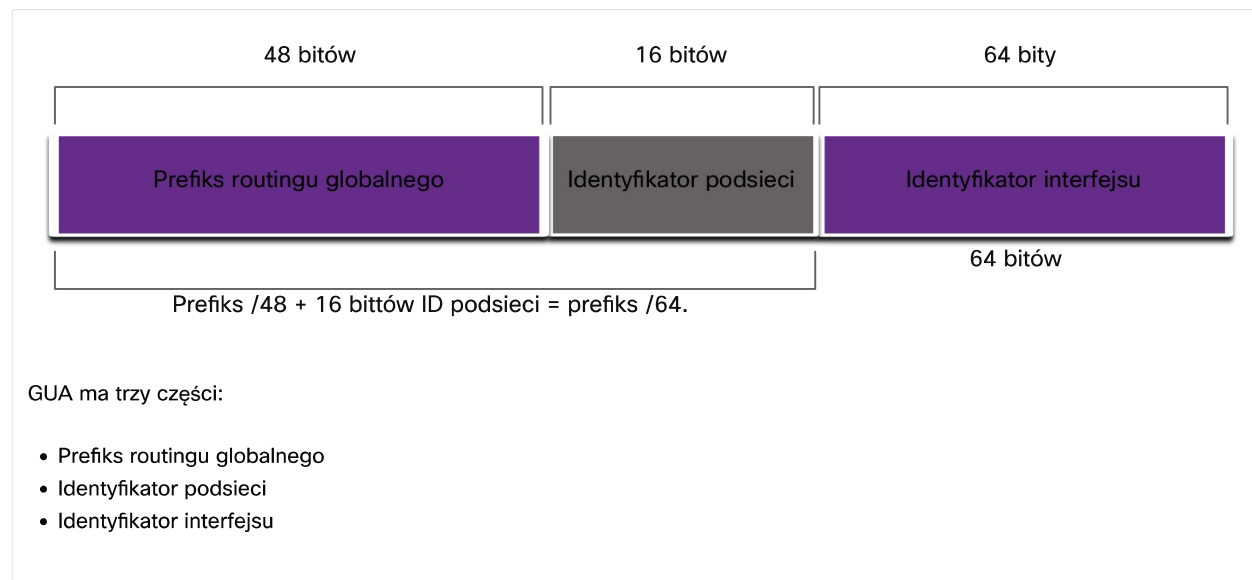 48 bitów 16 bitów 64 bity
Prefiks routingu globalnego Identyfikator podsieci Identyfikator interfejsu
64 bitów
Prefiks /48 + 16 bittów ID podsieci = prefiks /64.
GUA ma trzy części:
• Prefiks routingu globalnego
• Identyfikator podsieci
• Identyfikator interfejsu